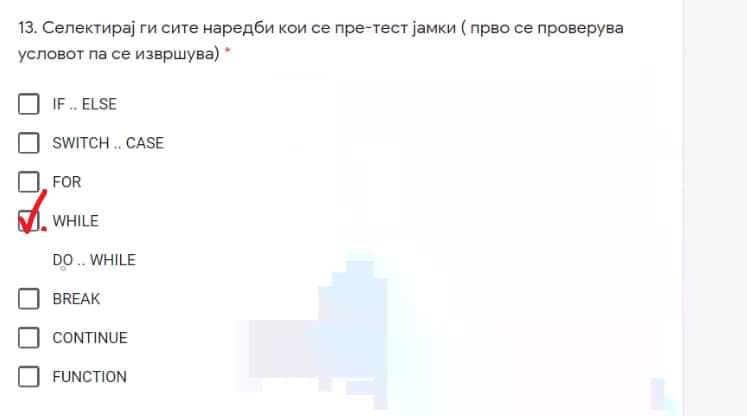 13. Селектирај ги сите наредби кои се пре-тест јамки ( прво се проверува
условот па се извршува) *
IF .. ELSE
SWITCH .. CASE
FOR
WHILE
DO .. WHILE
BREAK
CONTINUE
FUNCTION